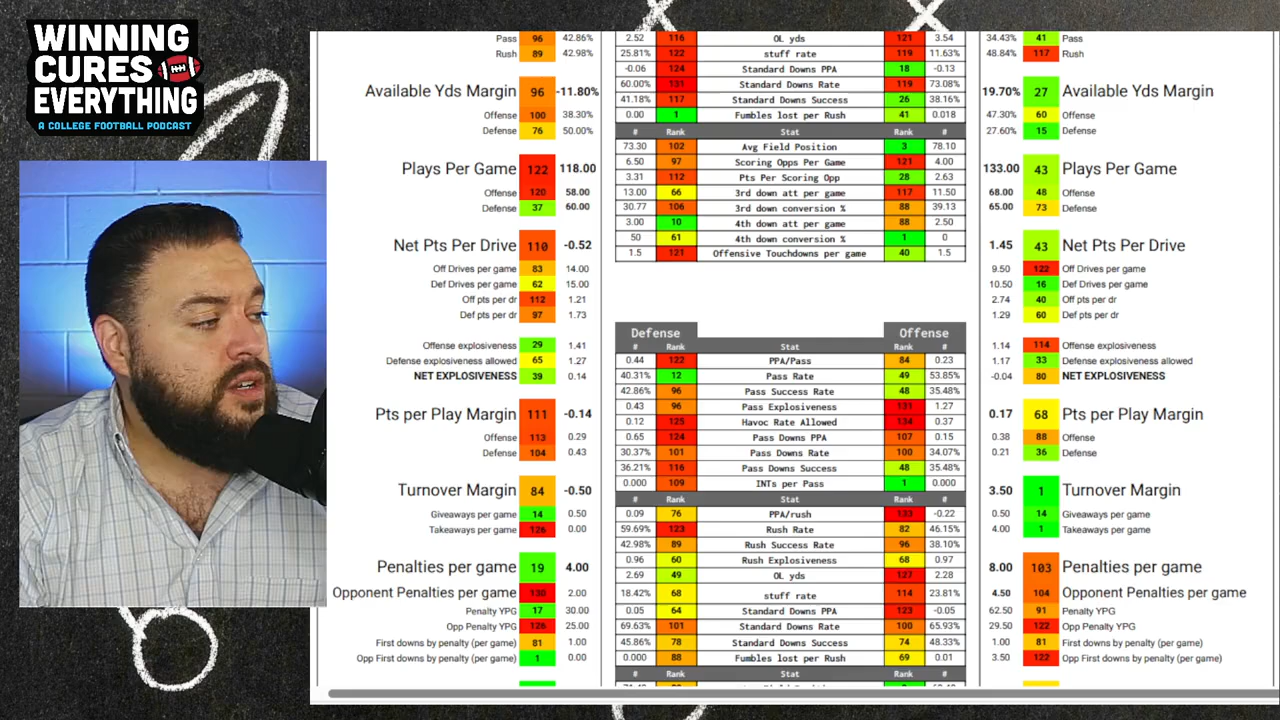 WINNING
CURES
EVERYTHING
A COLLEGE FOOTBALL PODCAST
Pass 96 42.86%
Rush 89 42.98%
Available Yds Margin 96 -11.80%
Offense 100 38.30%
Defense 76 50.00%
Plays Per Game 122 118.00
Offense 120 58.00
Defense 37 60.00
Net Pts Per Drive 110 -0.52
Off Drives per game 83 14.00
Def Drives per game 62 15.00
Off pts per dr 112 1.21
Def pts per dr 97 1.73
Offense explosiveness 29 1.41
Defense explosiveness allowed 65 1.27
NET EXPLOSIVENESS 39 0.14
Pts per Play Margin 111 -0.14
Offense 113 0.29
Defense 104 0.43
Turnover Margin 84 -0.50
Giveaways per game 14 0.50
Takeaways per game 126 0.00
Penalties per game 19 4.00
Opponent Penalties per game 130 2.00
Penalty YPG 17 30.00
Opp Penalty YPG 126 25.00
First downs by penalty (per game) 81 1.00
Opp First downs by penalty (per game) 1 0.00
2.52 116 OL yds 121 3.54
25.81% 122 stuff rate 119 11.63%
-0.06 124 Standard Downs PPA 18 -0.13
60.00% 131 Standard Downs Rate 119 73.08%
41.18% 117 Standard Downs Success 26 38.16%
0.00 1 Fumbles lost per Rush 41 0.018
# Rank Stat Rank #
73.30 102 Avg Field Position 3 78.10
6.50 97 Scoring Opps Per Game 121 4.00
3.31 112 Pts Per Scoring Opp 28 2.63
13.00 66 3rd down att per game 117 11.50
30.77 106 3rd down conversion % 88 39.13
3.00 10 4th down att per game 88 2.50
50 61 4th down conversion % 1 0
1.5 121 Offensive Touchdowns per game 40 1.5
Defense Offense
# Rank Stat Rank #
0.44 122 PPA/Pass 84 0.23
40.31% 12 Pass Rate 49 53.85%
42.86% 96 Pass Success Rate 48 35.48%
0.43 96 Pass Explosiveness 131 1.27
0.12 125 Havoc Rate Allowed 134 0.37
0.65 124 Pass Downs PPA 107 0.15
30.37% 101 Pass Downs Rate 100 34.07%
36.21% 116 Pass Downs Success 48 35.48%
0.000 109 INTs per Pass 1 0.000
# Rank Stat Rank #
0.09 76 PPA/rush 133 -0.22
59.69% 123 Rush Rate 82 46.15%
42.98% 89 Rush Success Rate 96 38.10%
0.96 60 Rush Explosiveness 68 0.97
2.69 49 OL yds 127 2.28
18.42% 68 stuff rate 114 23.81%
0.05 64 Standard Downs PPA 123 -0.05
69.63% 101 Standard Downs Rate 100 65.93%
45.86% 78 Standard Downs Success 74 48.33%
0.000 88 Fumbles lost per Rush 69 0.01
# Rank Stat Rank #
34.43% 41 Pass
48.84% 117 Rush
19.70% 27 Available Yds Margin
47.30% 60 Offense
27.60% 15 Defense
133.00 43 Plays Per Game
68.00 48 Offense
65.00 73 Defense
1.45 43 Net Pts Per Drive
9.50 122 Off Drives per game
10.50 16 Def Drives per game
2.74 40 Off pts per dr
1.29 60 Def pts per dr
1.14 114 Offense explosiveness
1.17 33 Defense explosiveness allowed
-0.04 80 NET EXPLOSIVENESS
0.17 68 Pts per Play Margin
0.38 88 Offense
0.21 36 Defense
3.50 1 Turnover Margin
0.50 14 Giveaways per game
4.00 1 Takeaways per game
8.00 103 Penalties per game
4.50 104 Opponent Penalties per game
62.50 91 Penalty YPG
29.50 122 Opp Penalty YPG
1.00 81 First downs by penalty (per game)
3.50 122 Opp First downs by penalty (per game)